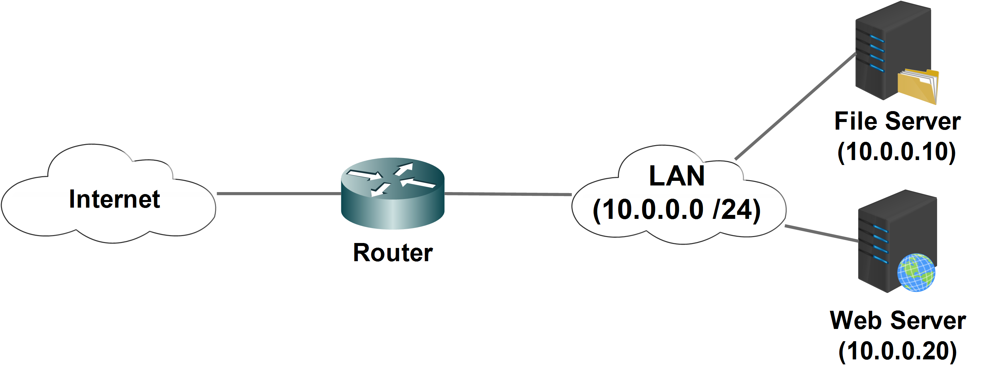 Internet
Router
LAN
(10.0.0.0 /24)
File Server
(10.0.0.10)
Web Server
(10.0.0.20)